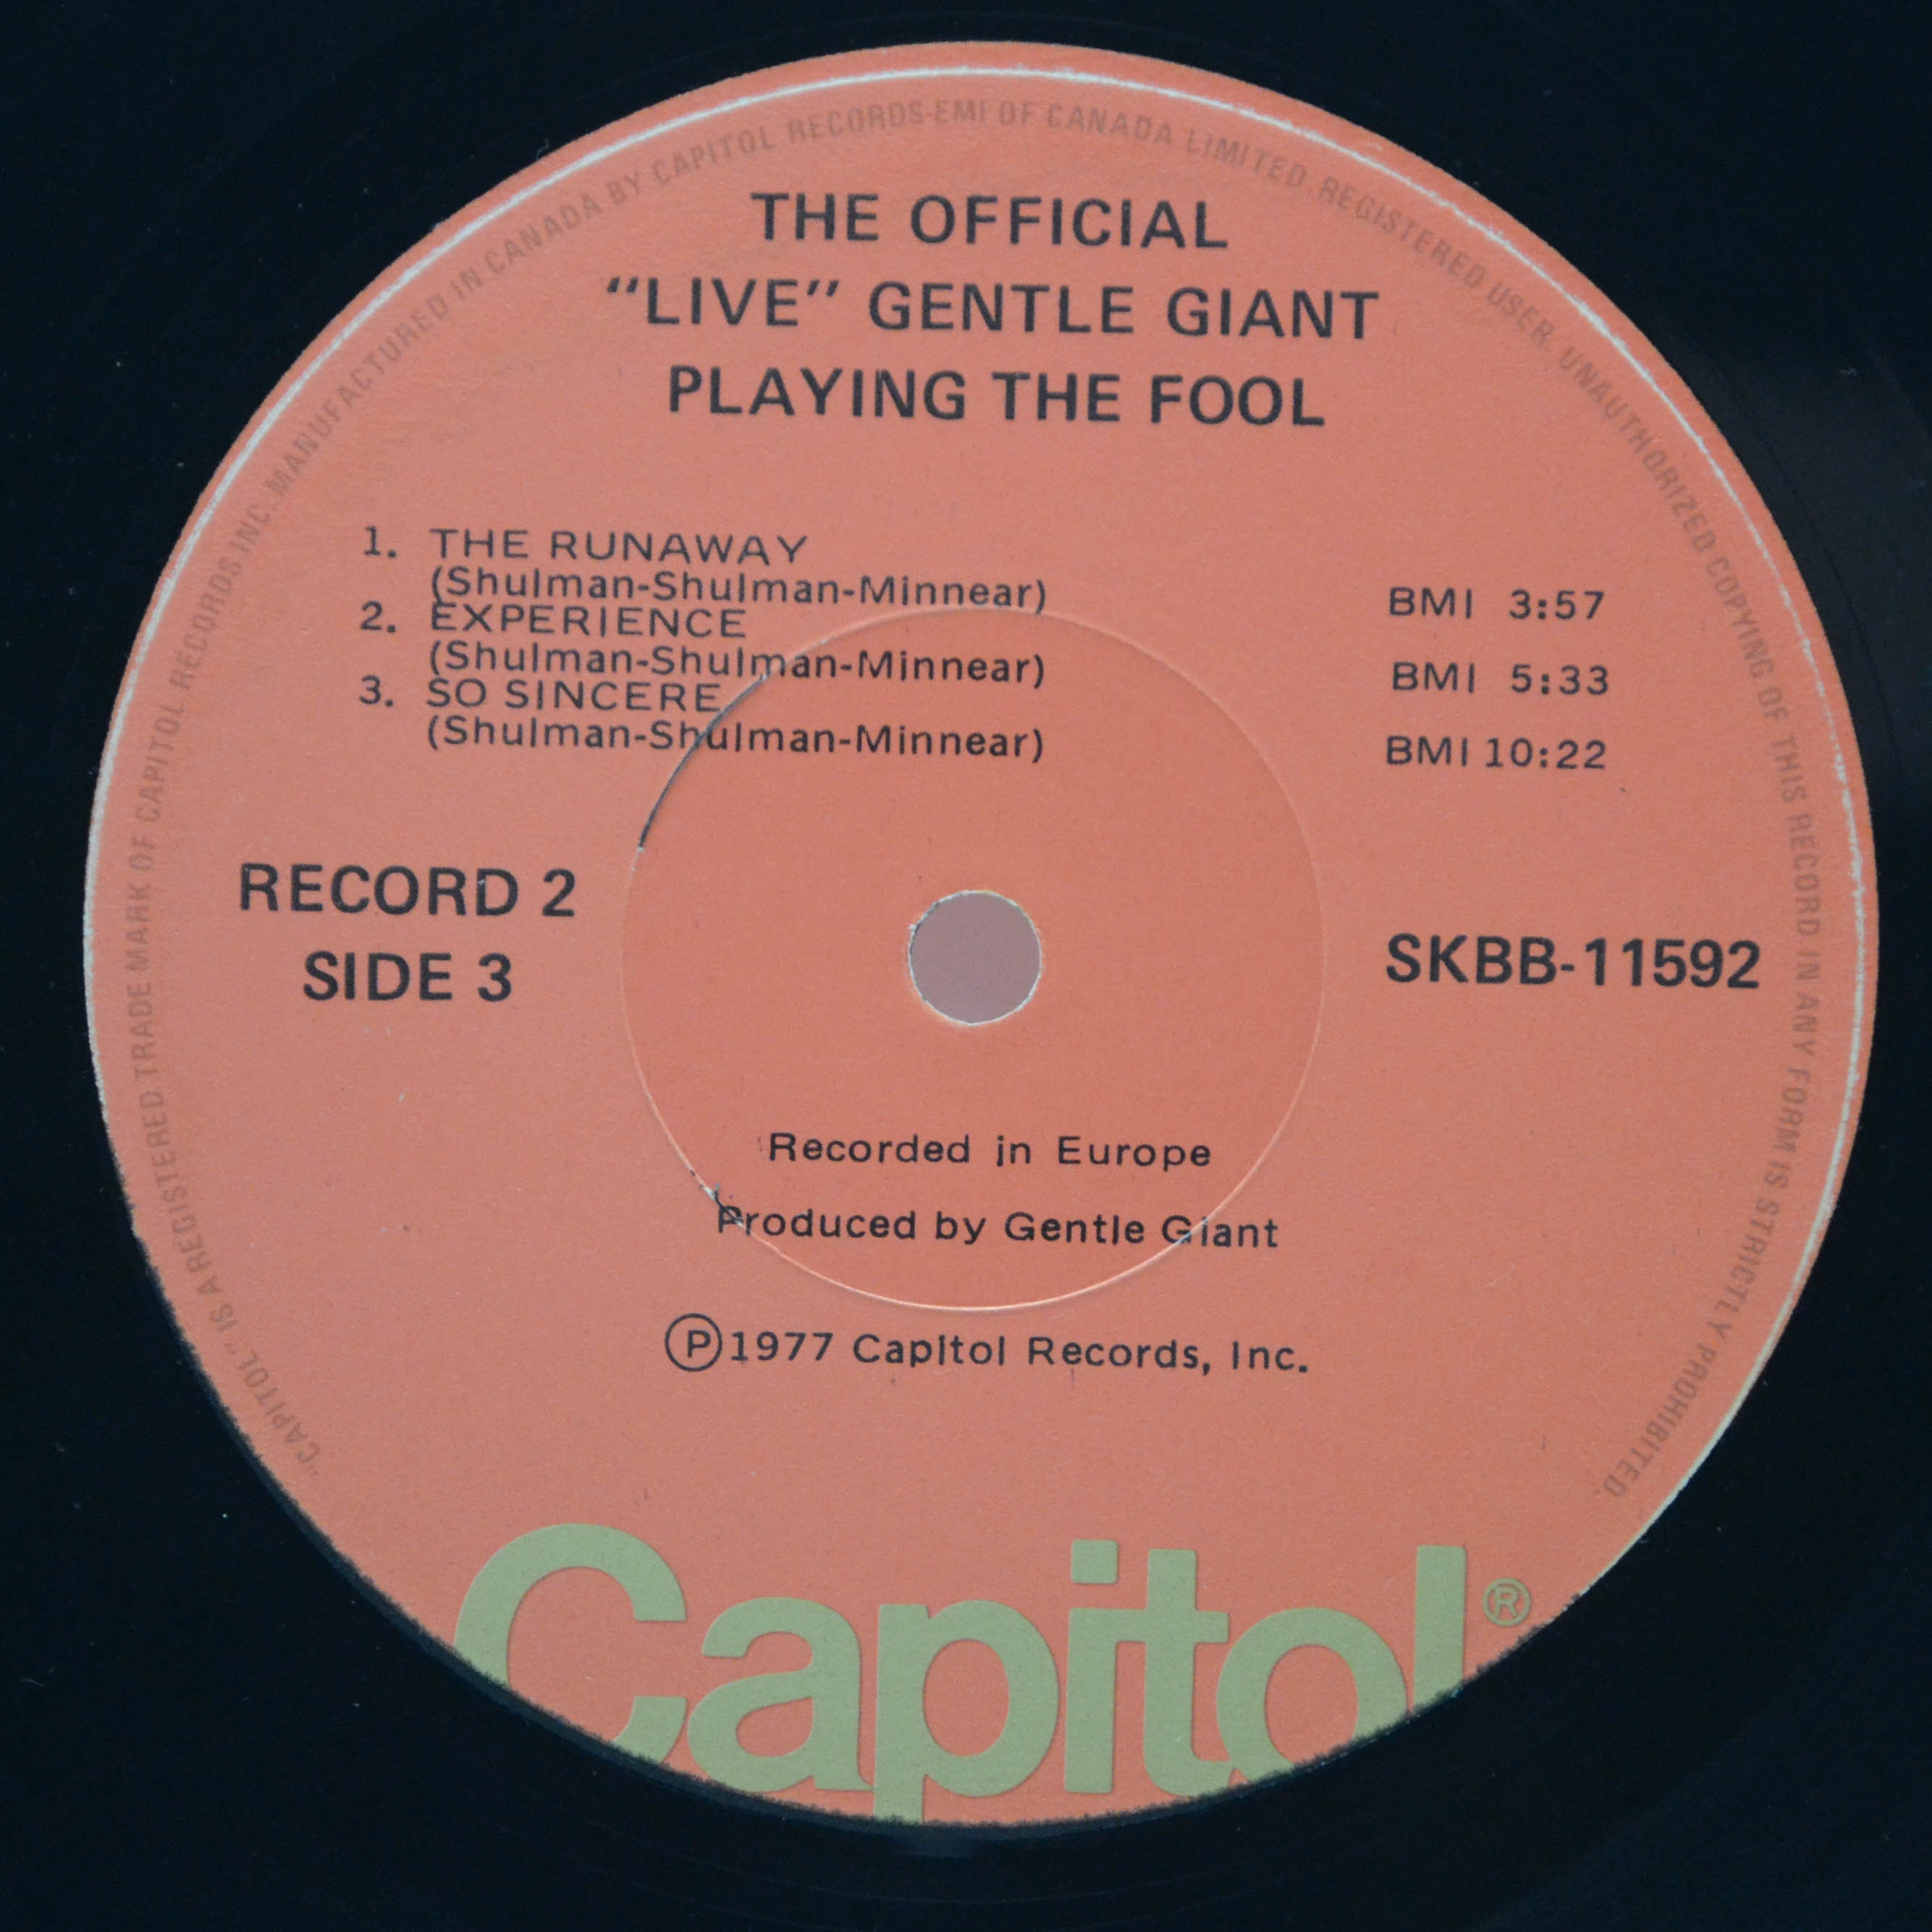 "CAPITOL" IS A REGISTERED TRADE MARK OF CAPITOL RECORDS INC. MANUFACTURED IN CANADA BY CAPITOL RECORDS-EMI OF CANADA LIMITED. REGISTERED USER. UNAUTHORIZED COPYING OF THIS RECORD IN ANY FORM IS STRICTLY PROHIBITED.
THE OFFICIAL
"LIVE" GENTLE GIANT
PLAYING THE FOOL
1. THE RUNAWAY
(Shulman-Shulman-Minnear) BMI 3:57
2. EXPERIENCE
(Shulman-Shulman-Minnear) BMI 5:33
3. SO SINCERE
(Shulman-Shulman-Minnear) BMI 10:22
RECORD 2
SIDE 3
SKBB-11592
Recorded in Europe
Produced by Gentle Giant
Ⓟ1977 Capitol Records, Inc.
Capitol®